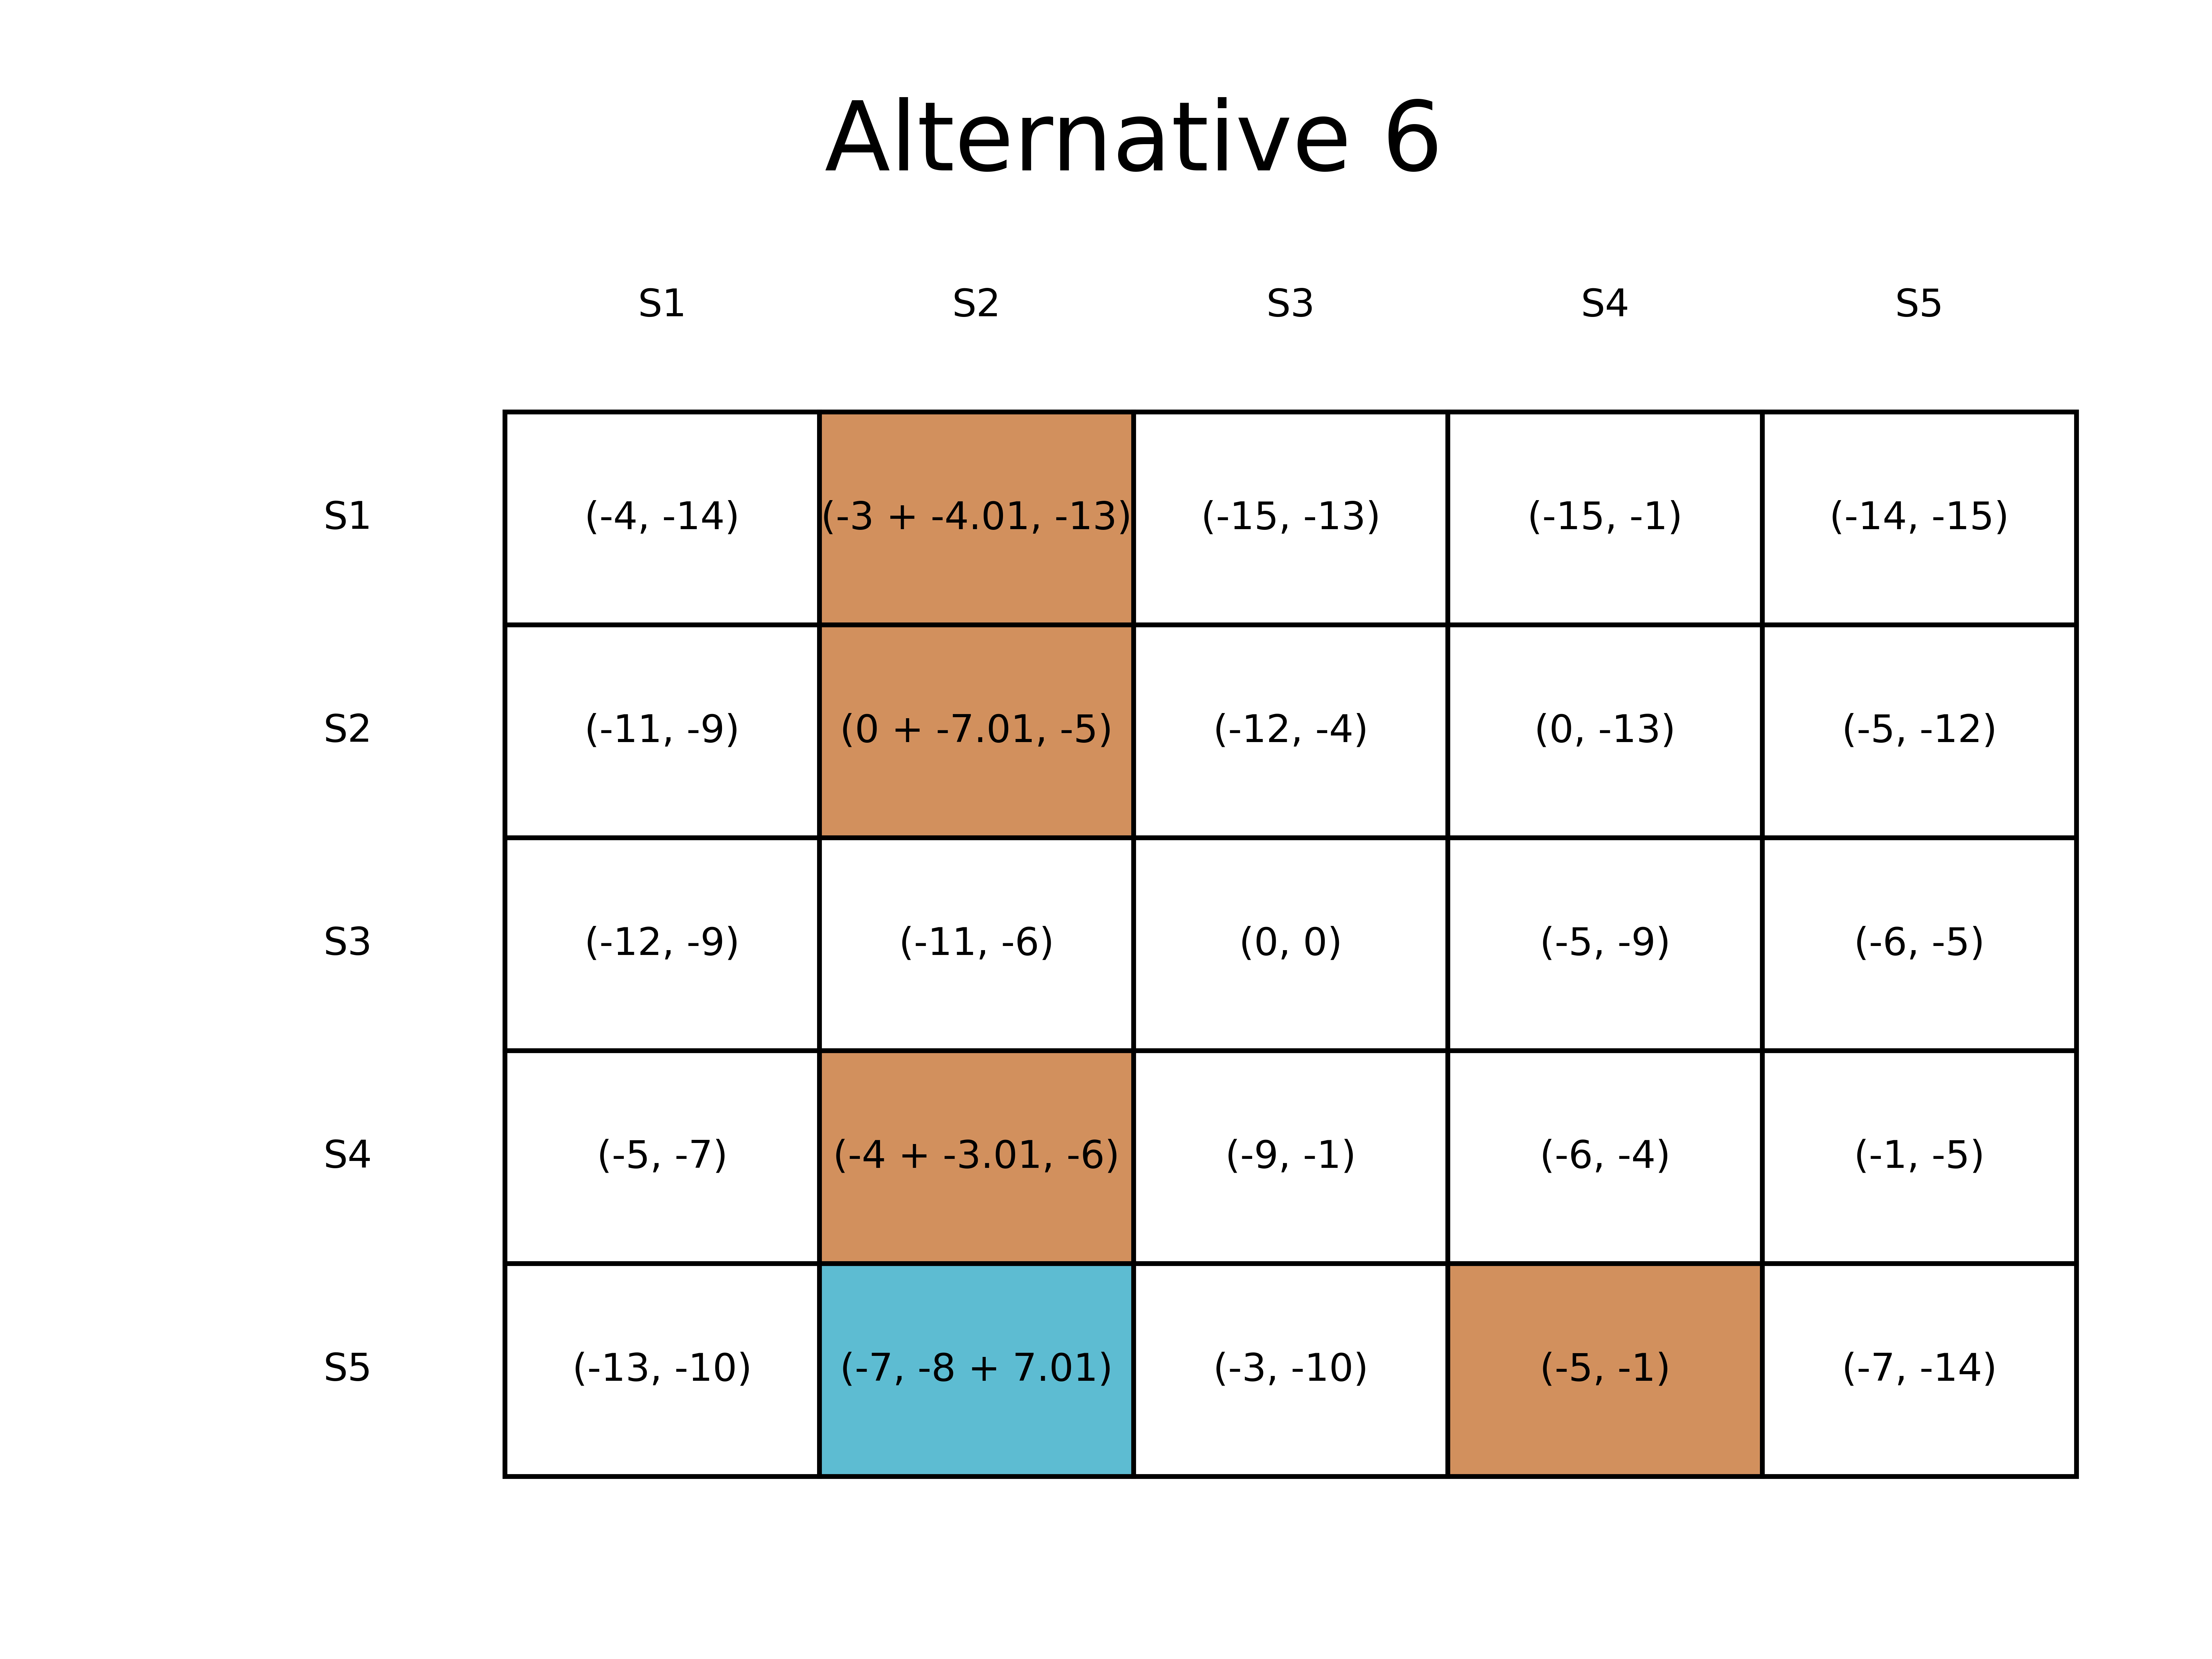 Alternative 6
S1 S2 S3 S4 S5
S1 (-4, -14) (-3 + -4.01, -13) (-15, -13) (-15, -1) (-14, -15)
S2 (-11, -9) (0 + -7.01, -5) (-12, -4) (0, -13) (-5, -12)
S3 (-12, -9) (-11, -6) (0, 0) (-5, -9) (-6, -5)
S4 (-5, -7) (-4 + -3.01, -6) (-9, -1) (-6, -4) (-1, -5)
S5 (-13, -10) (-7, -8 + 7.01) (-3, -10) (-5, -1) (-7, -14)